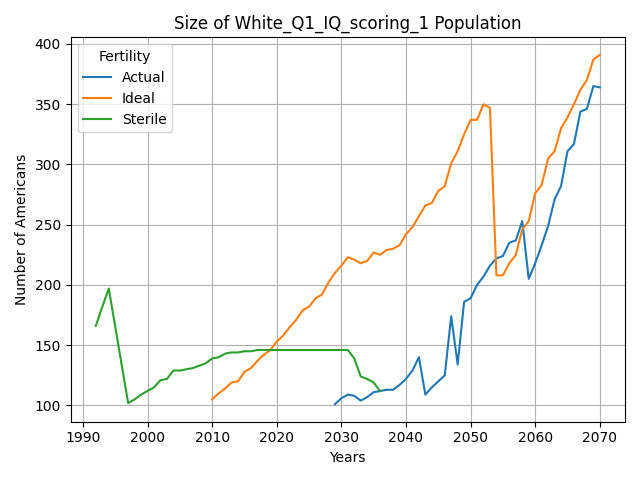 Size of White_Q1_IQ_scoring_1 Population
Number of Americans
400
350
300
250
200
150
100
Fertility
Actual
Ideal
Sterile
1990 2000 2010 2020 2030 2040 2050 2060 2070
Years